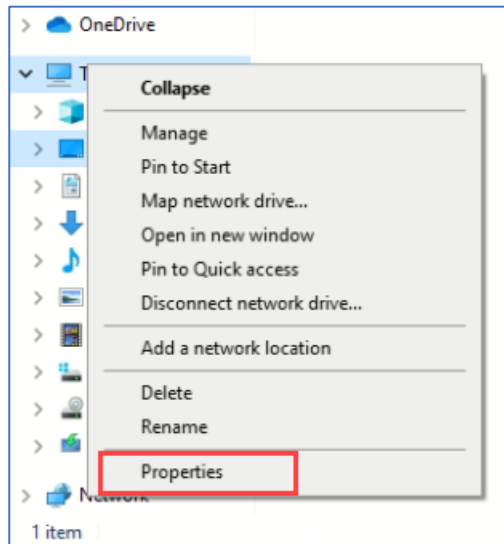 OneDrive
T
Collapse
Manage
Pin to Start
Map network drive...
Open in new window
Pin to Quick access
Disconnect network drive...
Add a network location
Delete
Rename
Properties
Network
1 item